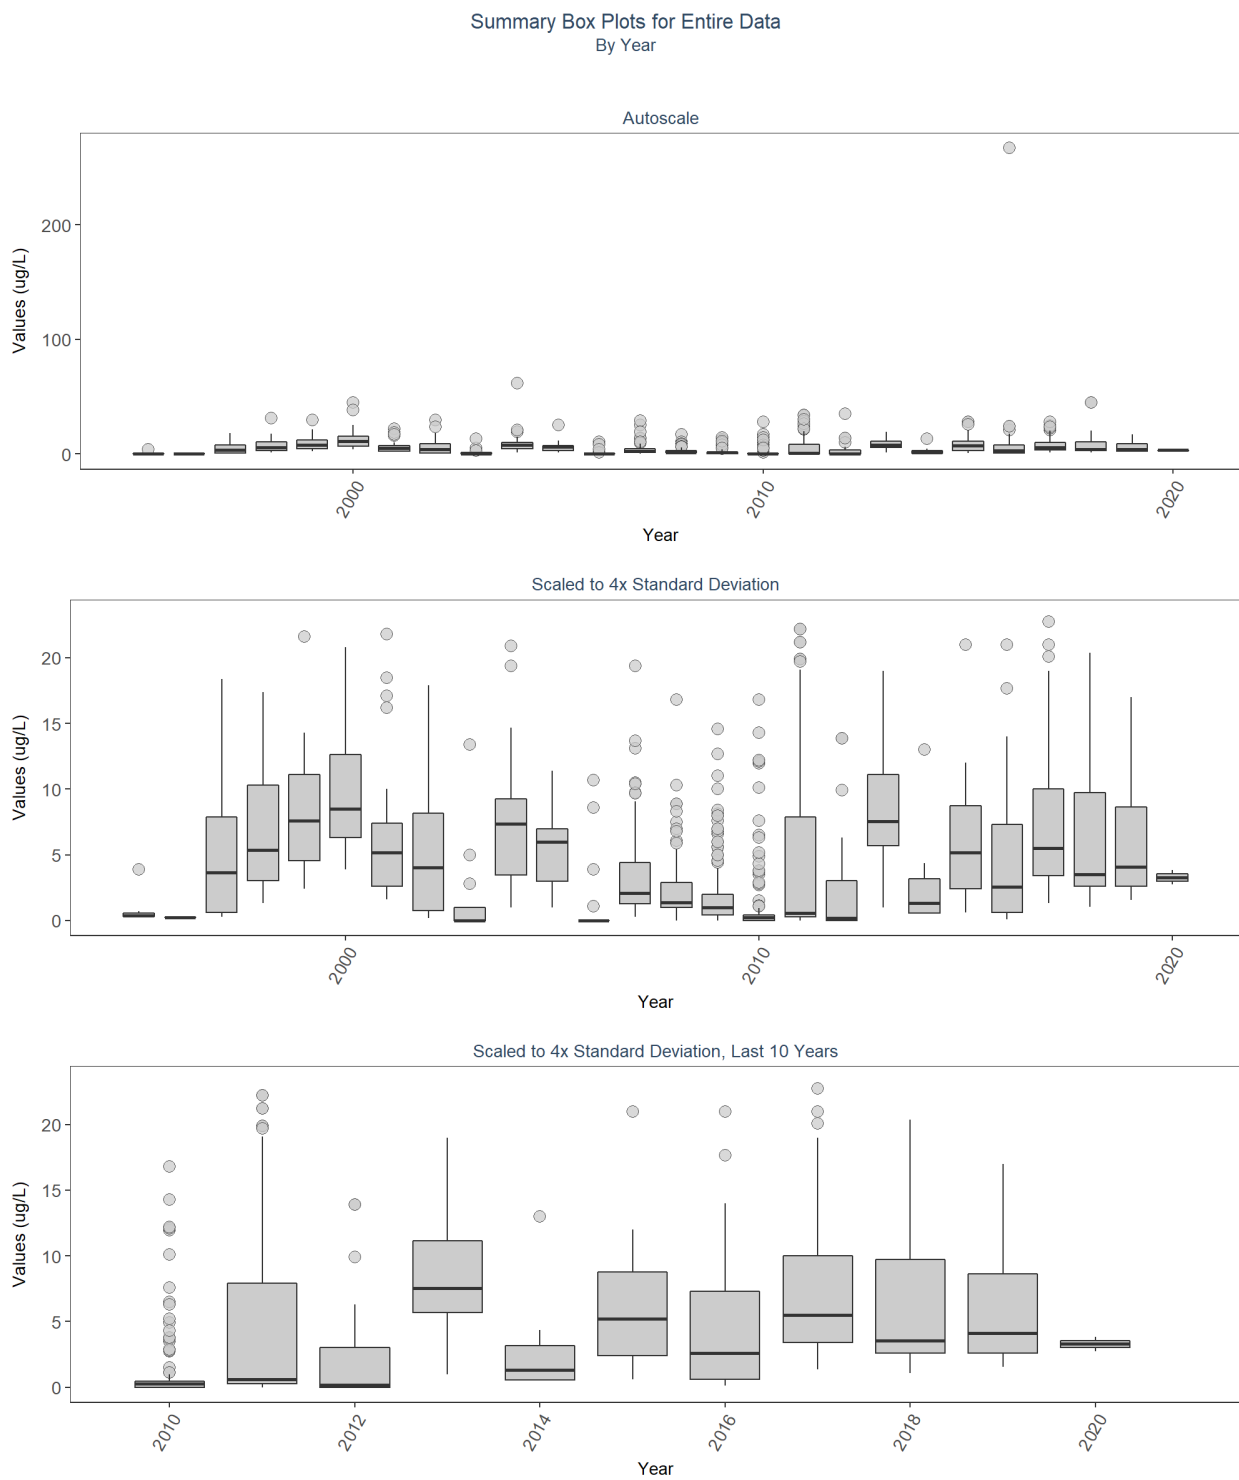 Summary Box Plots for Entire Data
By Year
Autoscale
Values (ug/L)
200
100
0
2000
2010
2020
Year
Scaled to 4x Standard Deviation
Values (ug/L)
20
15
10
5
0
2000
2010
2020
Year
Scaled to 4x Standard Deviation, Last 10 Years
Values (ug/L)
20
15
10
5
0
2010
2012
2014
2016
2018
2020
Year